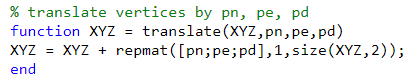 % translate vertices by pn, pe, pd
function XYZ = translate(XYZ,pn,pe,pd)
XYZ = XYZ + repmat([pn;pe;pd],1,size(XYZ,2));
end